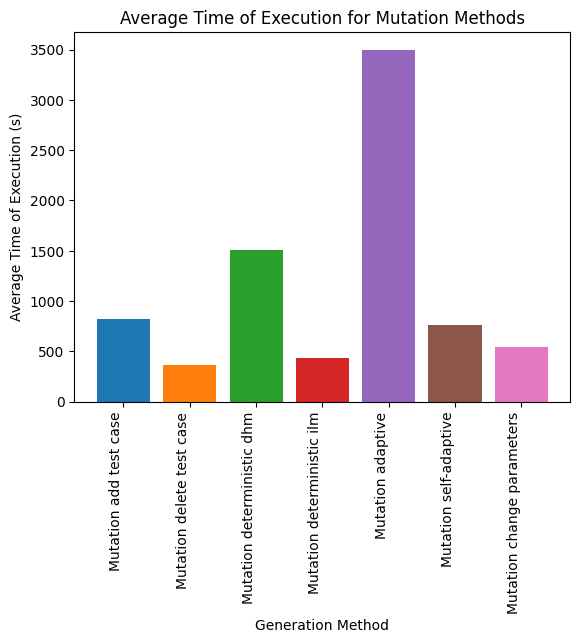 Average Time of Execution for Mutation Methods
Average Time of Execution (s)
3500
3000
2500
2000
1500
1000
500
0
Mutation add test case
Mutation delete test case
Mutation deterministic dhm
Mutation deterministic ilm
Mutation adaptive
Mutation self-adaptive
Mutation change parameters
Generation Method